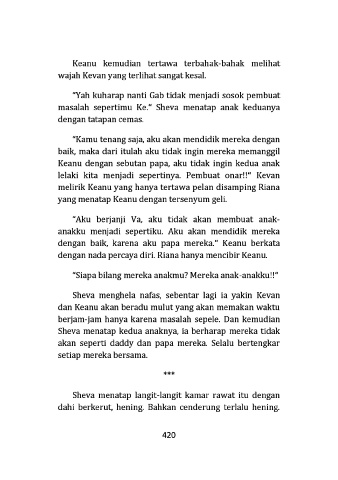 Keanu kemudian tertawa terbahak-bahak melihat
wajah Kevan yang terlihat sangat kesal.
"Yah kuharap nanti Gab tidak menjadi sosok pembuat
masalah sepertimu Ke." Sheva menatap anak keduanya
dengan tatapan cemas.
"Kamu tenang saja, aku akan mendidik mereka dengan
baik, maka dari itulah aku tidak ingin mereka memanggil
Keanu dengan sebutan papa, aku tidak ingin kedua anak
lelaki kita menjadi sepertinya. Pembuat onar!!" Kevan
melirik Keanu yang hanya tertawa pelan disamping Riana
yang menatap Keanu dengan tersenyum geli.
"Aku berjanji Va, aku tidak akan membuat anak-
anakku menjadi sepertiku. Aku akan mendidik mereka
dengan baik, karena aku papa mereka." Keanu berkata
dengan nada percaya diri. Riana hanya mencibir Keanu.
"Siapa bilang mereka anakmu? Mereka anak-anakku!!"
Sheva menghela nafas, sebentar lagi ia yakin Kevan
dan Keanu akan beradu mulut yang akan memakan waktu
berjam-jam hanya karena masalah sepele. Dan kemudian
Sheva menatap kedua anaknya, ia berharap mereka tidak
akan seperti daddy dan papa mereka. Selalu bertengkar
setiap mereka bersama.
***
Sheva menatap langit-langit kamar rawat itu dengan
dahi berkerut, hening. Bahkan cenderung terlalu hening.
420